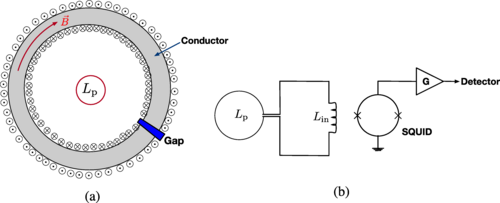 B⃗
Conductor
Lp
Gap
(a)
Lp
Lin
G
Detector
SQUID
(b)